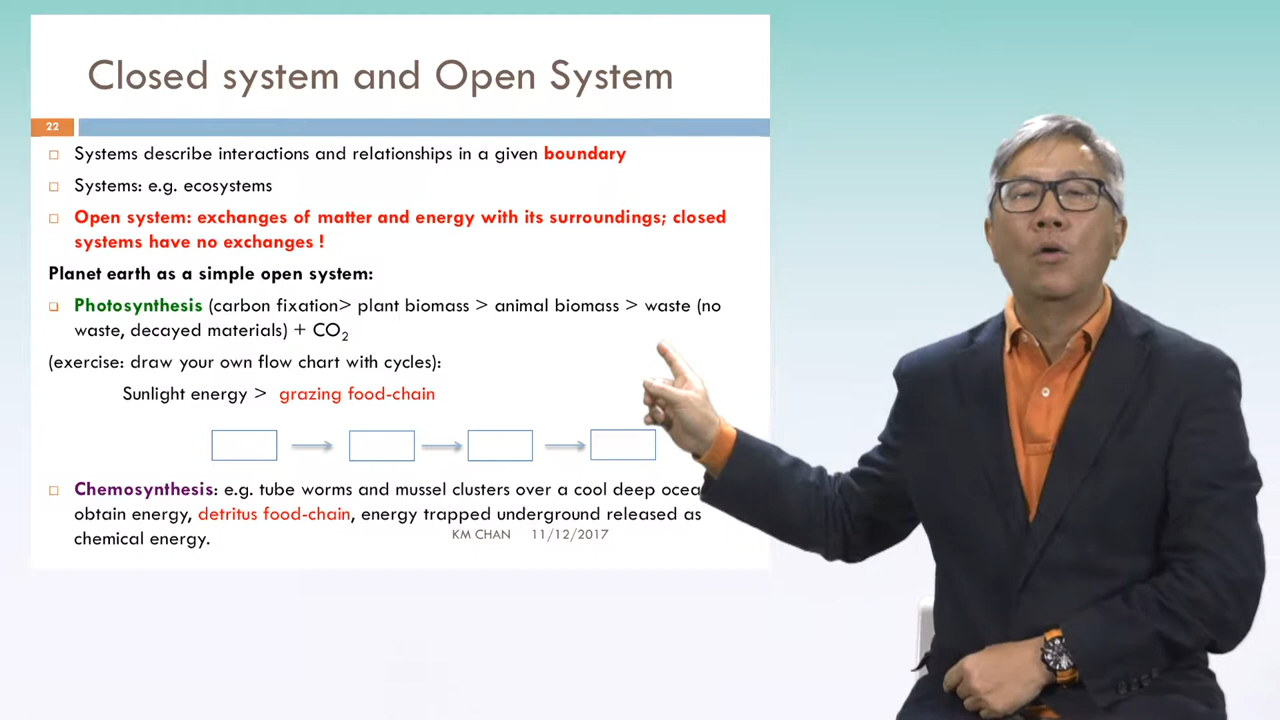 Closed system and Open System
22
Systems describe interactions and relationships in a given boundary
Systems: e.g. ecosystems
Open system: exchanges of matter and energy with its surroundings; closed
systems have no exchanges !
Planet earth as a simple open system:
Photosynthesis (carbon fixation> plant biomass > animal biomass > waste (no
waste, decayed materials) + CO₂
(exercise: draw your own flow chart with cycles):
Sunlight energy > grazing food-chain
Chemosynthesis: e.g. tube worms and mussel clusters over a cool deep
obtain energy, detritus food-chain, energy trapped underground released as
chemical energy.
KM CHAN 11/12/2017